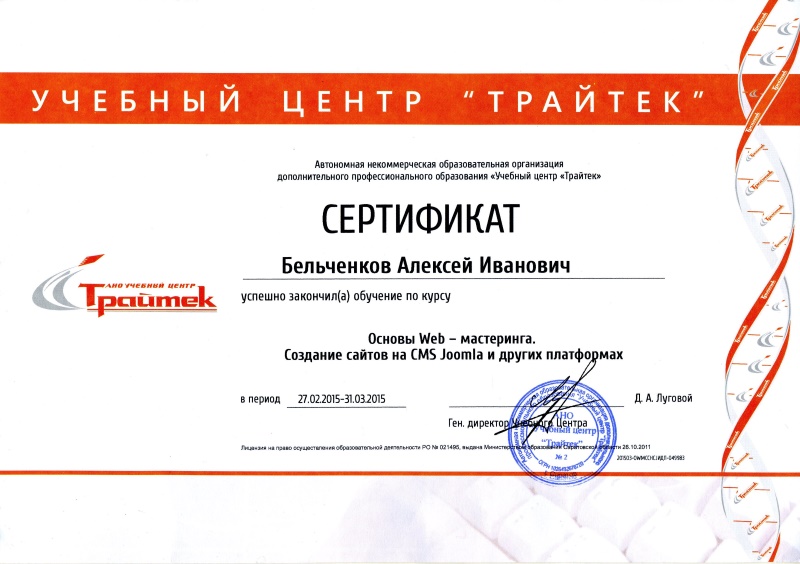 УЧЕБНЫЙ ЦЕНТР "ТРАЙТЕК"
Автономная некоммерческая образовательная организация
дополнительного профессионального образования «Учебный центр «Трайтек»
СЕРТИФИКАТ
Бельченков Алексей Иванович
АНО УЧЕБНЫЙ ЦЕНТР
Трайтек
успешно закончил(а) обучение по курсу
Основы Web – мастеринга.
Создание сайтов на CMS Joomla и других платформах
в период 27.02.2015-31.03.2015
Д. А. Луговой
Ген. директор Учебного Центра
АНО
Учебный центр
"Трайтек"
№ 2
Лицензия на право осуществления образовательной деятельности РО № 021495, выдана Министерством образования Саратовской области 26.10.2011